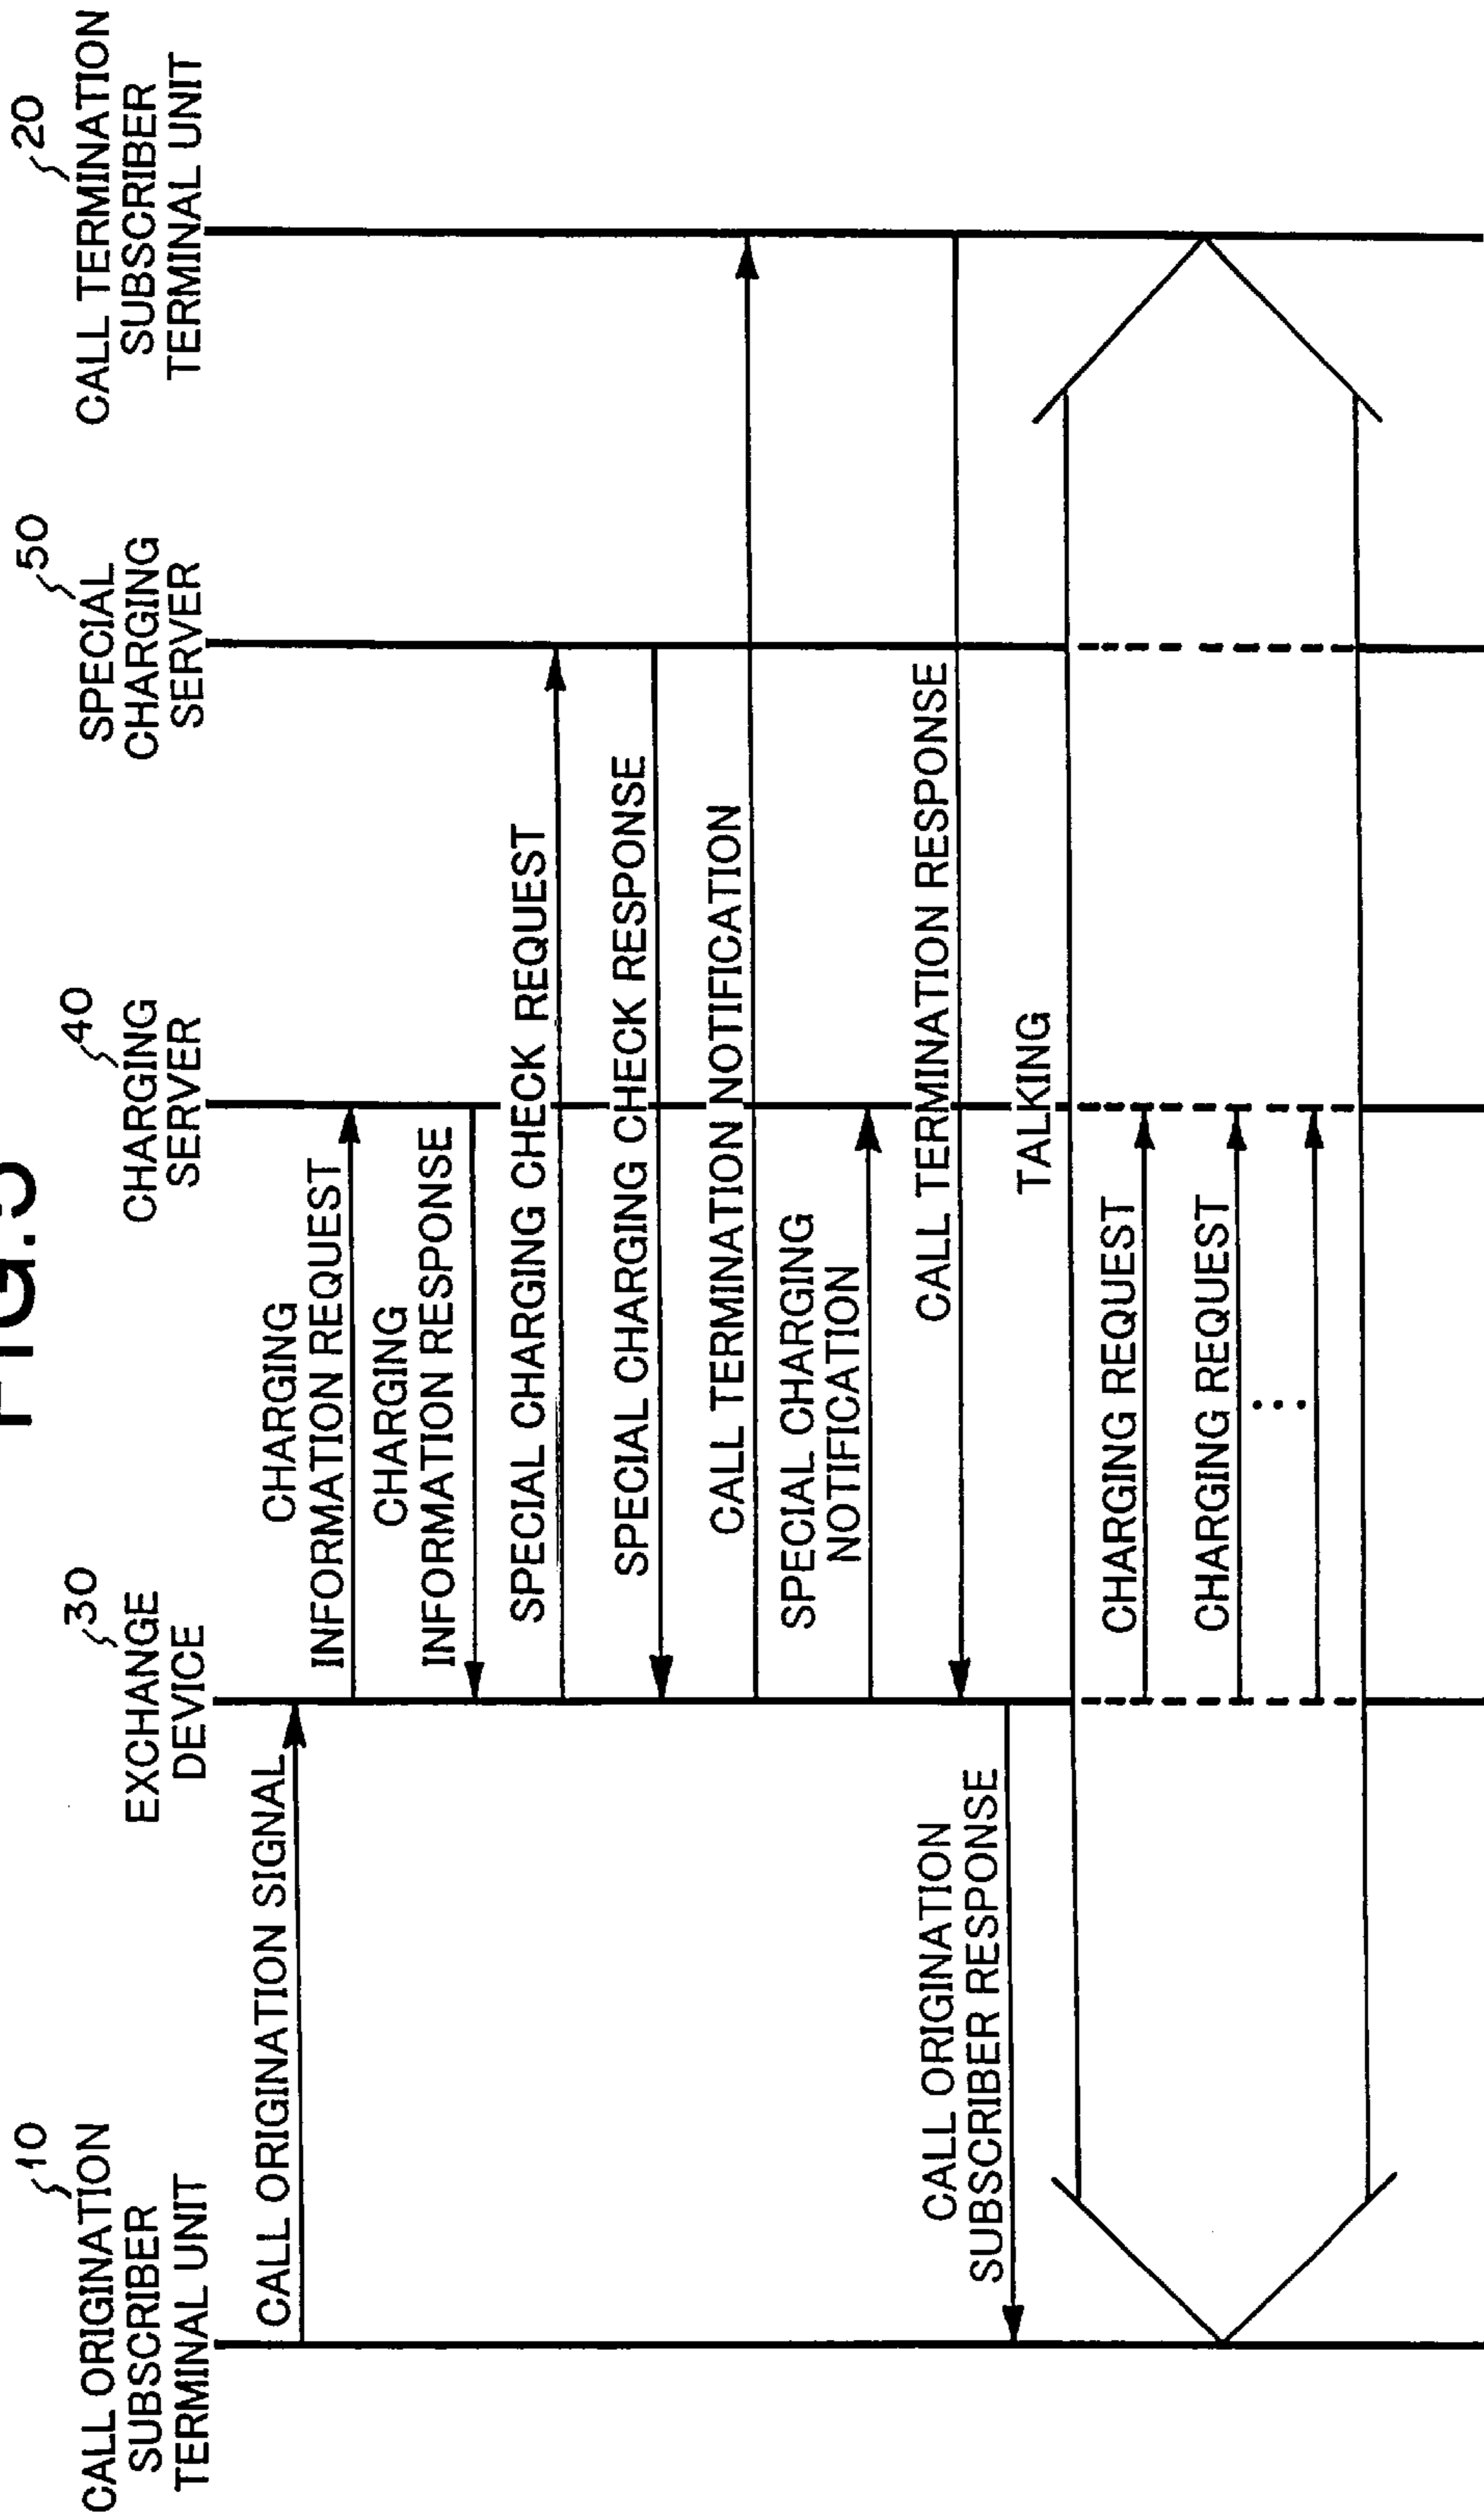 10
CALL ORIGINATION
SUBSCRIBER
TERMINAL UNIT
30
EXCHANGE
DEVICE
40
CHARGING
SERVER
50
SPECIAL
CHARGING
SERVER
20
CALL TERMINATION
SUBSCRIBER
TERMINAL UNIT
CALL ORIGINATION SIGNAL
CHARGING
INFORMATION REQUEST
CHARGING
INFORMATION RESPONSE
SPECIAL CHARGING CHECK REQUEST
SPECIAL CHARGING CHECK RESPONSE
CALL TERMINATION NOTIFICATION
SPECIAL CHARGING
NOTIFICATION
CALL TERMINATION RESPONSE
CALL ORIGINATION
SUBSCRIBER RESPONSE
TALKING
CHARGING REQUEST
CHARGING REQUEST
...